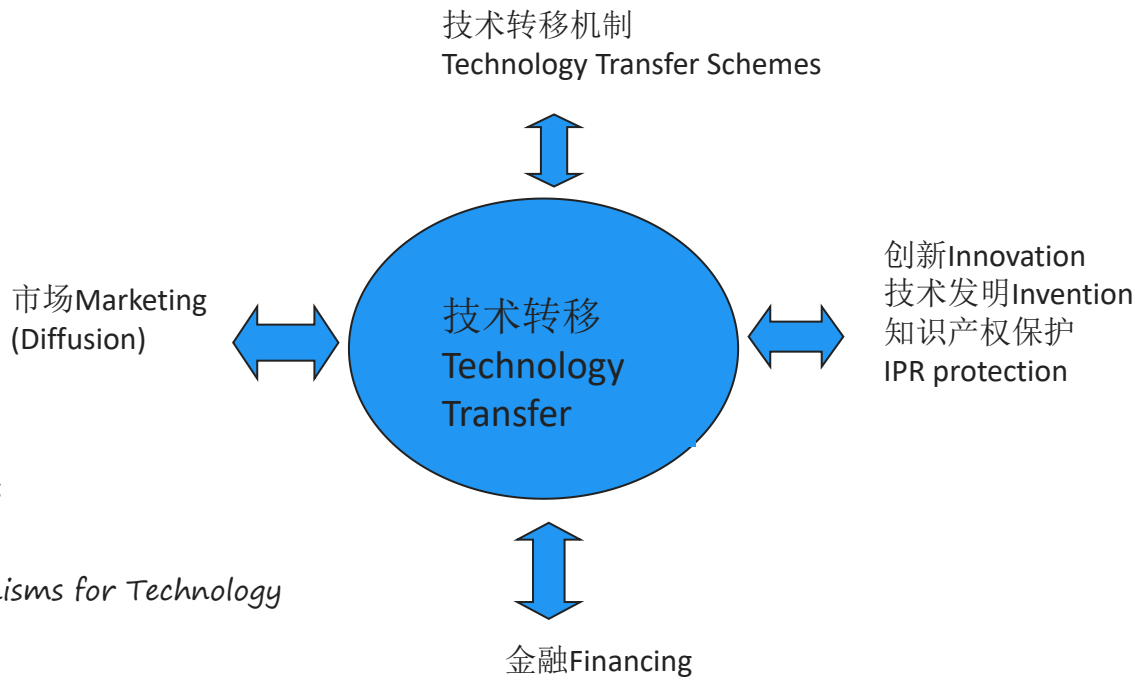 技术转移机制
Technology Transfer Schemes
创新Innovation
技术发明Invention
知识产权保护
IPR protection
市场Marketing
(Diffusion)
技术转移
Technology
Transfer
for Technology
金融Financing